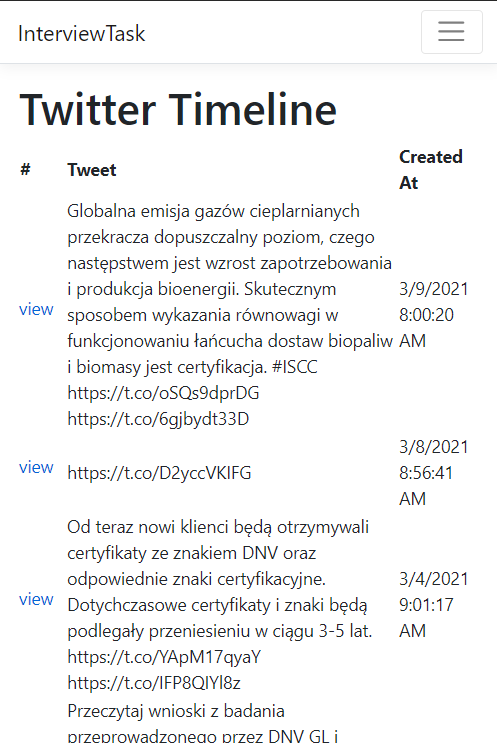 InterviewTask
Twitter Timeline
# Tweet Created
At
view
Globalna emisja gazów cieplarnianych
przekracza dopuszczalny poziom, czego
następstwem jest wzrost zapotrzebowania
i produkcja bioenergii. Skutecznym
sposobem wykazania równowagi w
funkcjonowaniu łańcucha dostaw biopaliw
i biomasy jest certyfikacja. #ISCC
https://t.co/oSQs9dprDG
https://t.co/6gjbydt33D
3/9/2021
8:00:20
AM
view
https://t.co/D2yccVKIFG
3/8/2021
8:56:41
AM
view
Od teraz nowi klienci będą otrzymywali
certyfikaty ze znakiem DNV oraz
odpowiednie znaki certyfikacyjne.
Dotychczasowe certyfikaty i znaki będą
podlegały przeniesieniu w ciągu 3-5 lat.
https://t.co/YApM17qyaY
https://t.co/IFP8QIYl8z
3/4/2021
9:01:17
AM
Przeczytaj wnioski z badania
przeprowadzonego przez DNV GL i